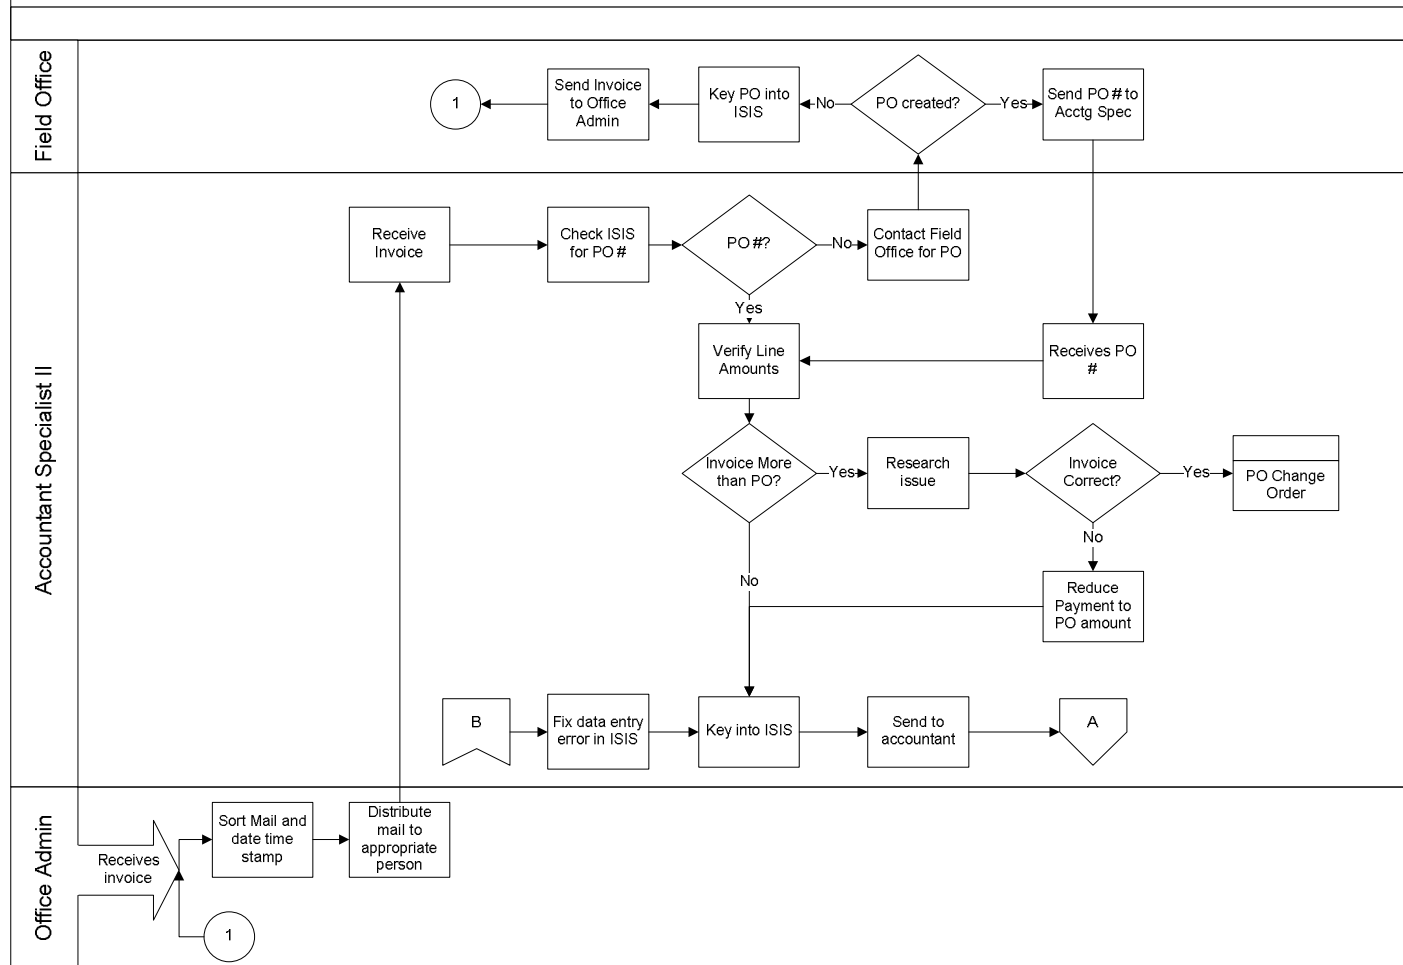 Field Office
1
Send Invoice
to Office
Admin
Key PO into
ISIS
No
PO created?
Yes
Send PO # to
Acctg Spec
Accountant Specialist II
Receive
Invoice
Check ISIS
for PO #
PO #?
No
Contact Field
Office for PO
Yes
Verify Line
Amounts
Receives PO
#
Invoice More
than PO?
Yes
Research
issue
Invoice
Correct?
Yes
PO Change
Order
No
No
Reduce
Payment to
PO amount
B
Fix data entry
error in ISIS
Key into ISIS
Send to
accountant
A
Office Admin
Receives
invoice
Sort Mail and
date time
stamp
Distribute
mail to
appropriate
person
1